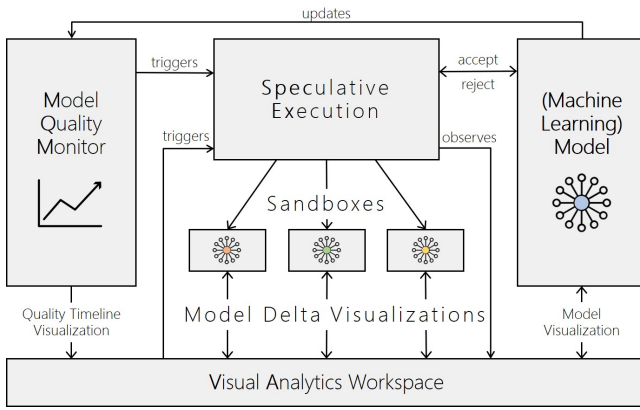 updates
triggers
Speculative
Execution
accept
reject
Model
Quality
Monitor
(Machine
Learning)
Model
triggers
observes
Sandboxes
Quality Timeline
Visualization
Model Delta Visualizations
Model
Visualization
Visual Analytics Workspace